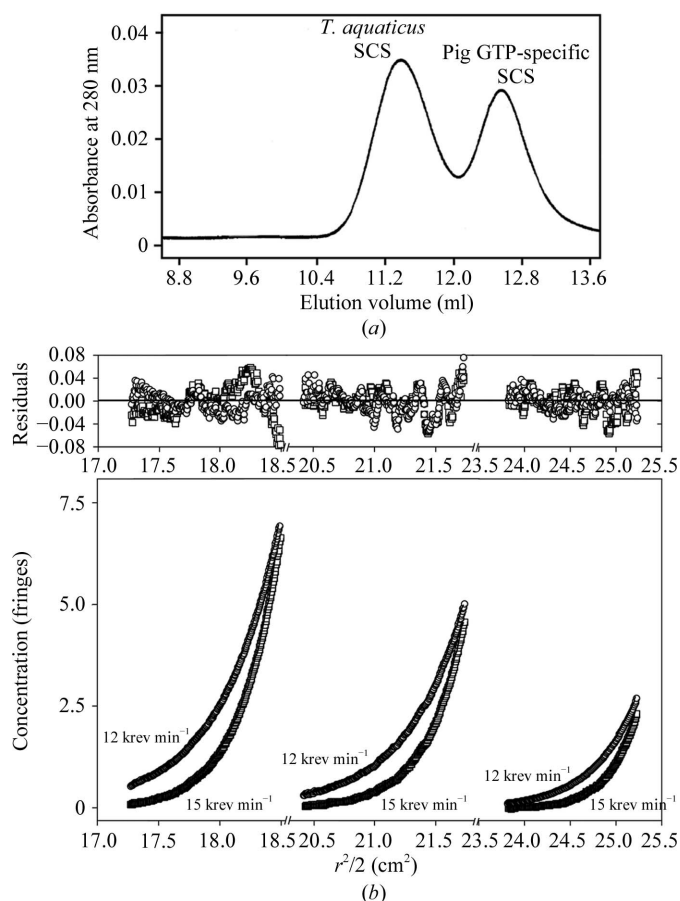 T. aquaticus
SCS
Pig GTP-specific
SCS
0.04
0.03
0.02
0.01
0
Absorbance at 280 nm
8.8 9.6 10.4 11.2 12.0 12.8 13.6
Elution volume (ml)
(a)
0.08
0.04
0.00
−0.04
−0.08
Residuals
17.0 17.5 18.0 18.5 20.5 21.0 21.5 23.5 24.0 24.5 25.0 25.5
7.5
5.0
2.5
0
Concentration (fringes)
12 krev min⁻¹
15 krev min⁻¹
12 krev min⁻¹
15 krev min⁻¹
12 krev min⁻¹
15 krev min⁻¹
17.0 17.5 18.0 18.5 20.5 21.0 21.5 23.5 24.0 24.5 25.0 25.5
r²/2 (cm²)
(b)